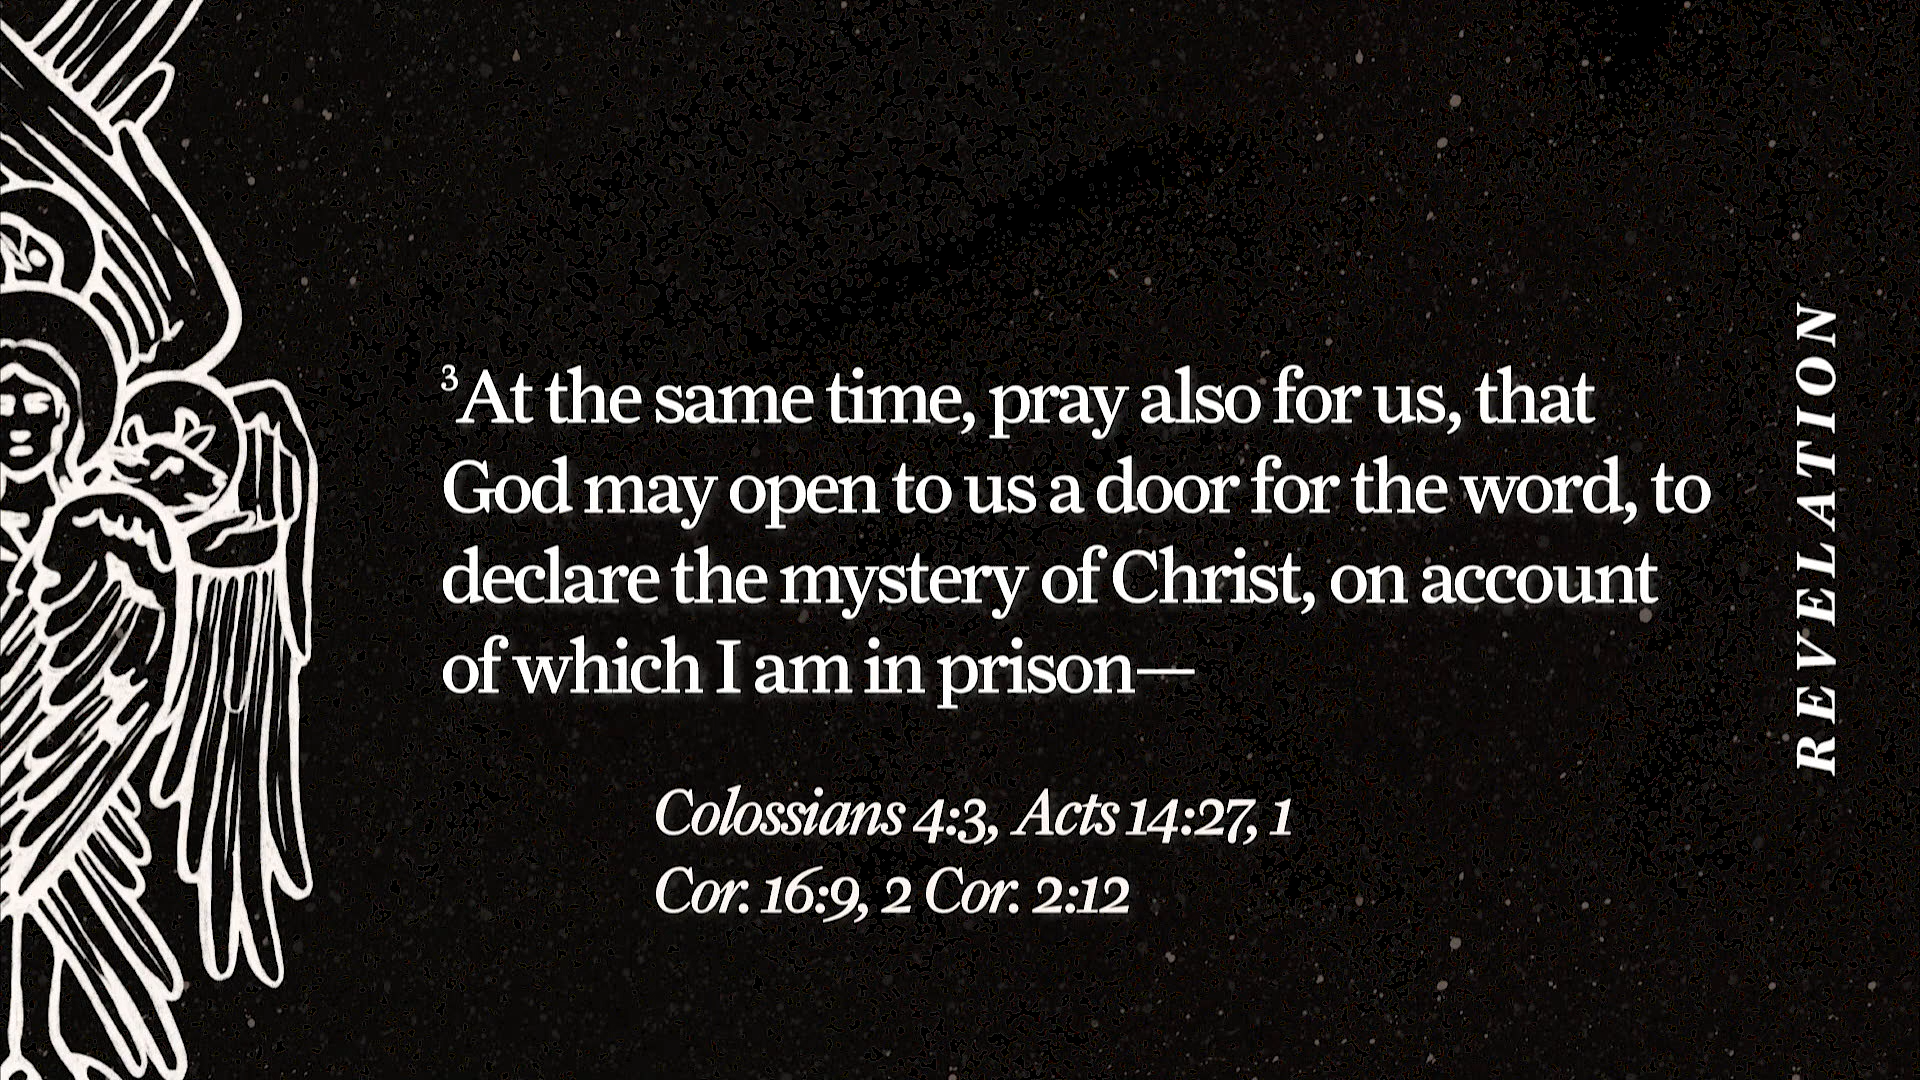 ³At the same time, pray also for us, that
God may open to us a door for the word, to
declare the mystery of Christ, on account
of which I am in prison—
Colossians 4:3, Acts 14:27, 1
Cor. 16:9, 2 Cor. 2:12
REVELATION